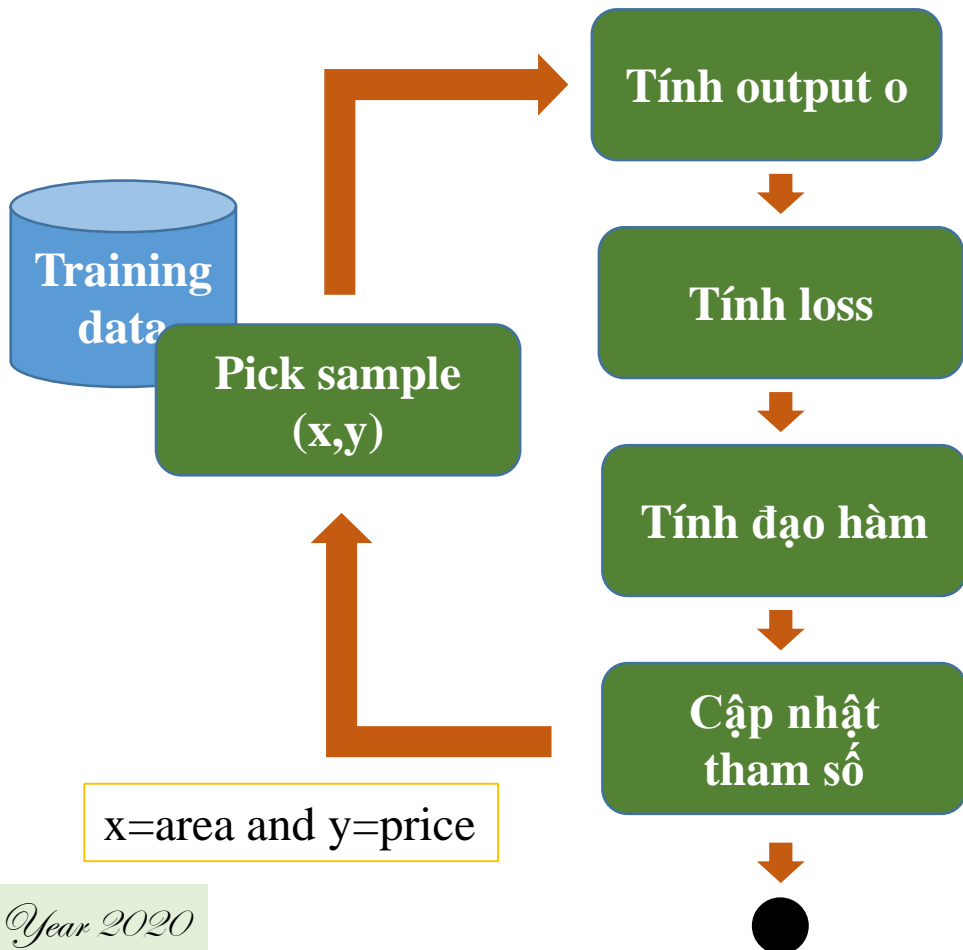 Tính output o
Training
data
Pick sample
(x,y)
Tính loss
Tính đạo hàm
Cập nhật
tham số
x=area and y=price
Year 2020